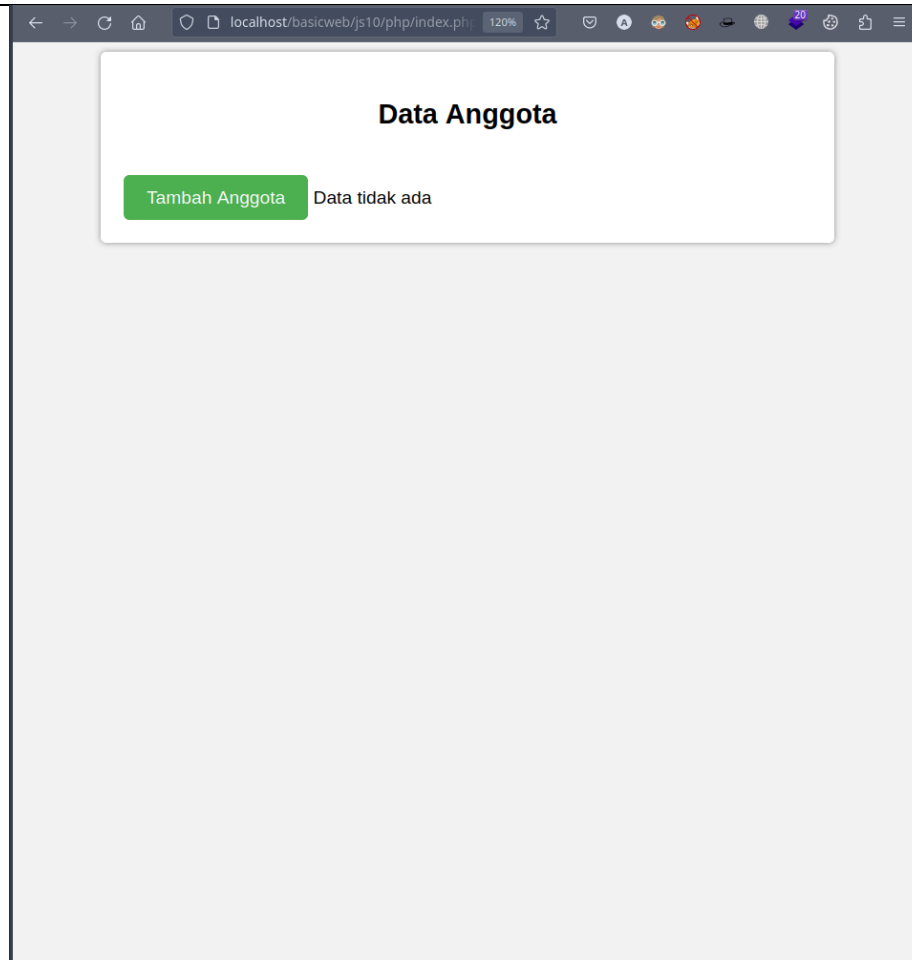 localhost/basicweb/js10/php/index.php
120%
20
A
Data Anggota
Tambah Anggota Data tidak ada